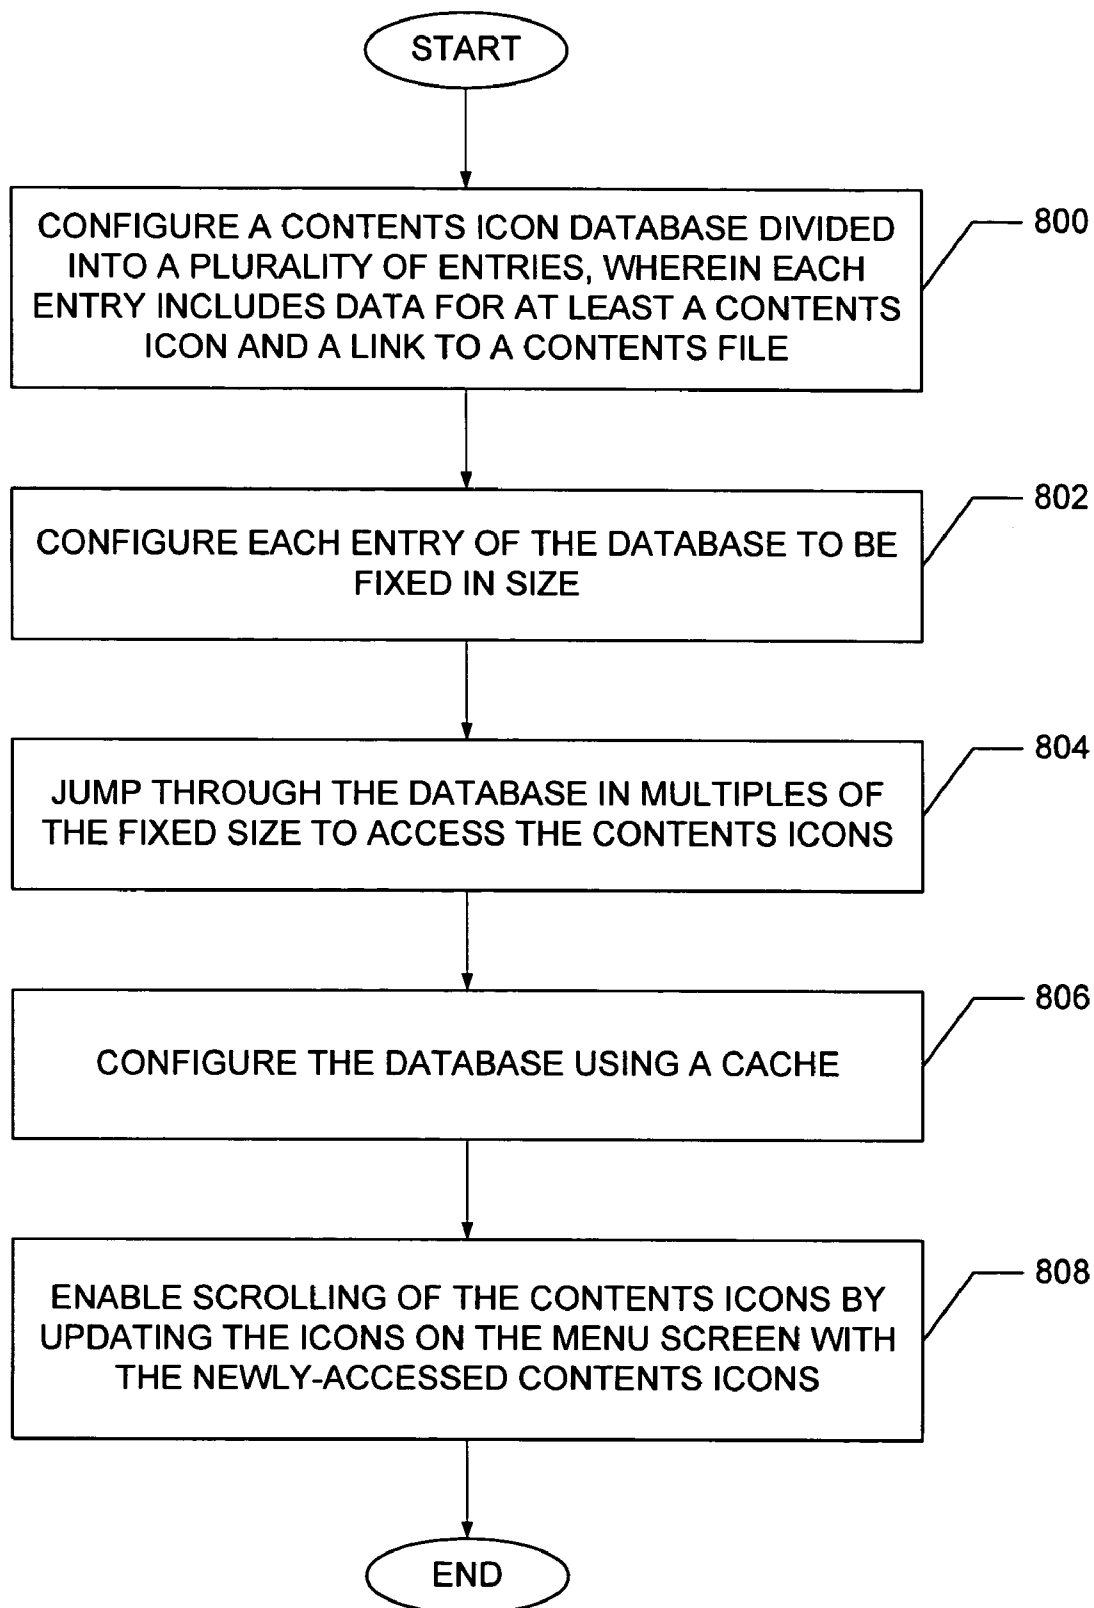 START
CONFIGURE A CONTENTS ICON DATABASE DIVIDED
INTO A PLURALITY OF ENTRIES, WHEREIN EACH
ENTRY INCLUDES DATA FOR AT LEAST A CONTENTS
ICON AND A LINK TO A CONTENTS FILE
800
CONFIGURE EACH ENTRY OF THE DATABASE TO BE
FIXED IN SIZE
802
JUMP THROUGH THE DATABASE IN MULTIPLES OF
THE FIXED SIZE TO ACCESS THE CONTENTS ICONS
804
CONFIGURE THE DATABASE USING A CACHE
806
ENABLE SCROLLING OF THE CONTENTS ICONS BY
UPDATING THE ICONS ON THE MENU SCREEN WITH
THE NEWLY-ACCESSED CONTENTS ICONS
808
END